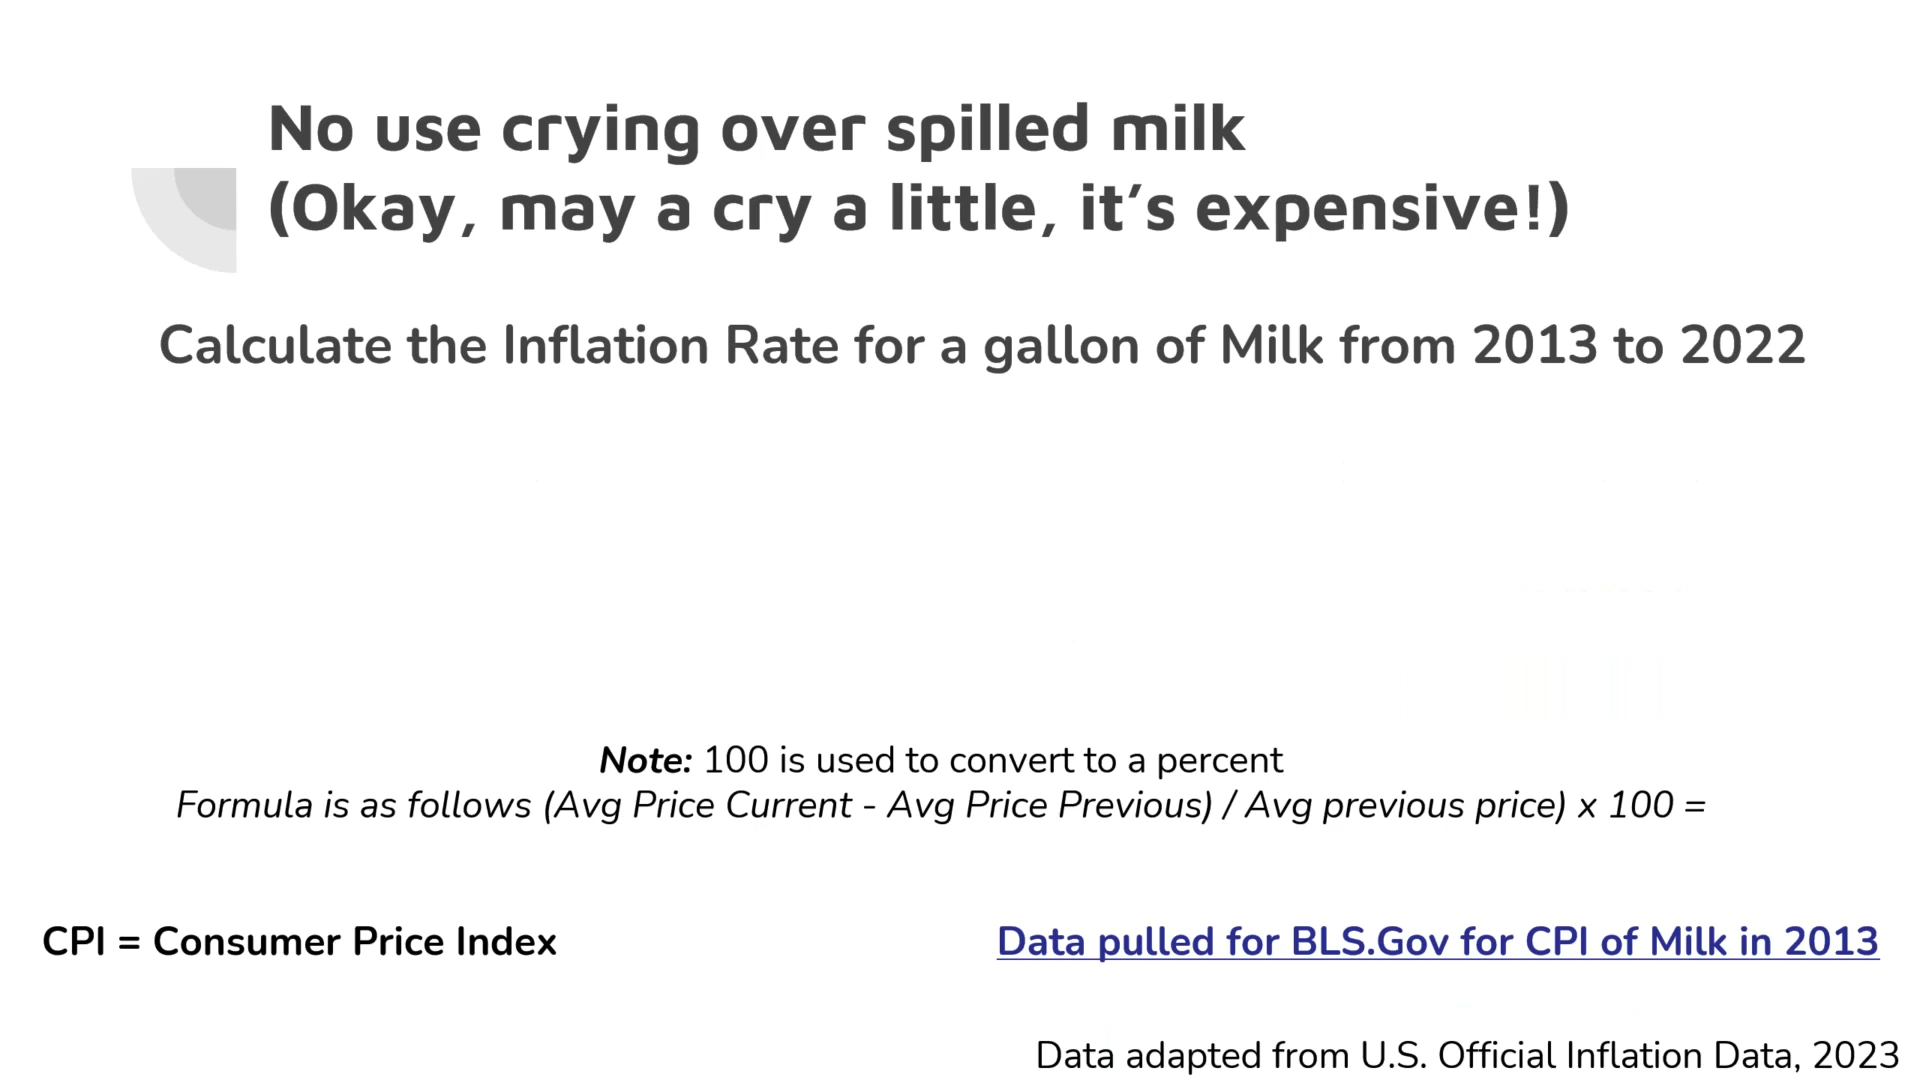 No use crying over spilled milk
(Okay, may a cry a little, it’s expensive!)
Calculate the Inflation Rate for a gallon of Milk from 2013 to 2022
Note: 100 is used to convert to a percent
Formula is as follows (Avg Price Current - Avg Price Previous) / Avg previous price) x 100 =
CPI = Consumer Price Index
Data pulled for BLS.Gov for CPI of Milk in 2013
Data adapted from U.S. Official Inflation Data, 2023